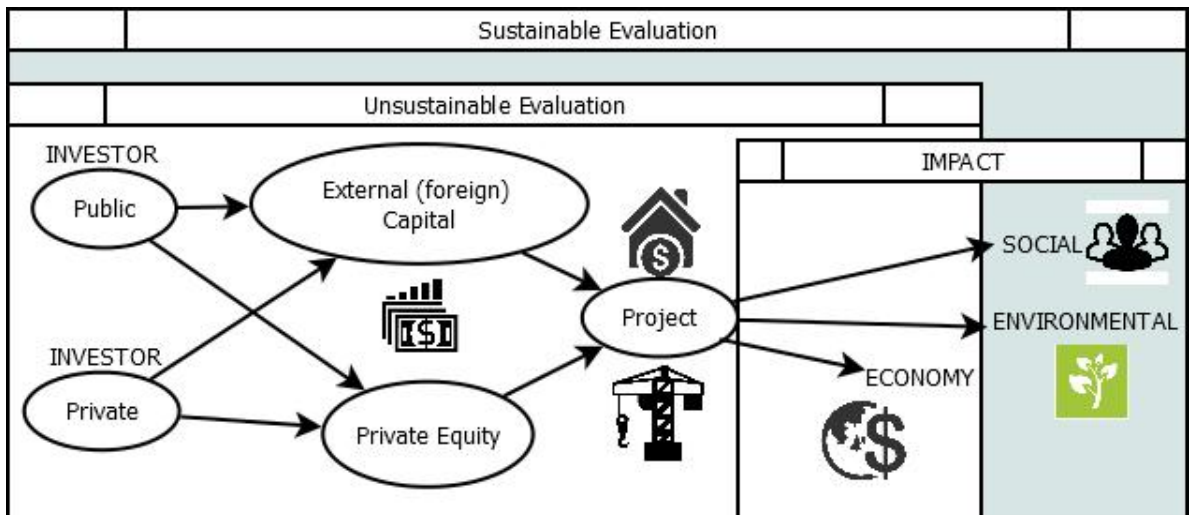 Sustainable Evaluation
Unsustainable Evaluation
IMPACT
INVESTOR
Public
External (foreign)
Capital
SOCIAL
Project
ENVIRONMENTAL
INVESTOR
Private
ECONOMY
Private Equity
$
$
$